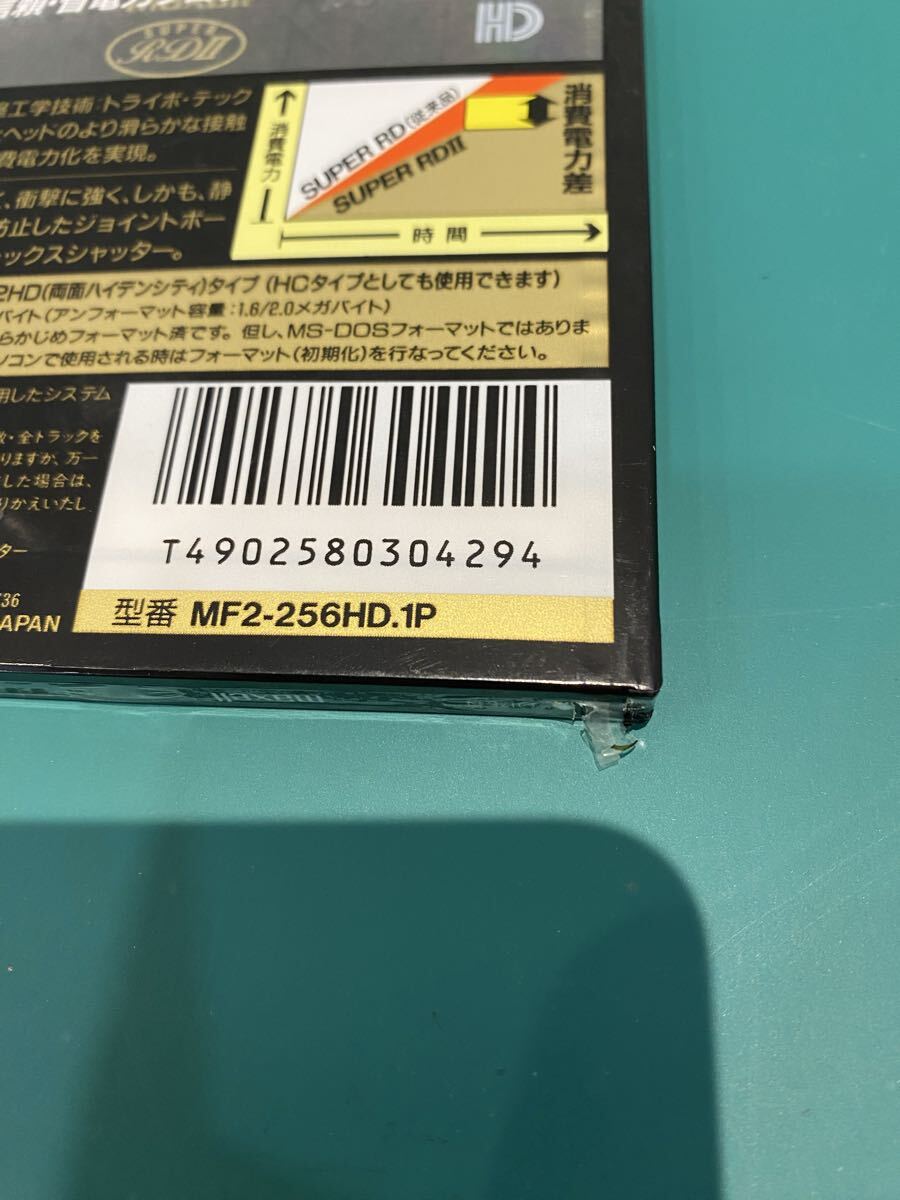 SUPER
RDII
HD
工学技術:トライボ・テック
ヘッドのより滑らかな接触
費電力化を実現。
衝撃に強く、しかも、静
防止したジョイントボー
ックスシャッター。
消費電力
SUPER RD(従来品)
SUPER RDII
消費電力差
時間
2HD(両面ハイデンシティ)タイプ (HCタイプとしても使用できます)
バイト(アンフォーマット容量:1.6/2.0メガバイト)
らかじめフォーマット済です。但し、MS-DOSフォーマットではありま
ソコンで使用される時はフォーマット(初期化)を行なってください。
用したシステム
・全トラックを
りますが、万一
した場合は、
りかえいたし
ター
36
JAPAN
T4902580304294
型番 MF2-256HD.1P
maxell